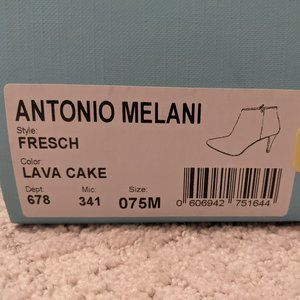 ANTONIO MELANI
Style:
FRESCH
Color
LAVA CAKE
Dept: Mic: Size:
678 341 075M
0 606942 751644